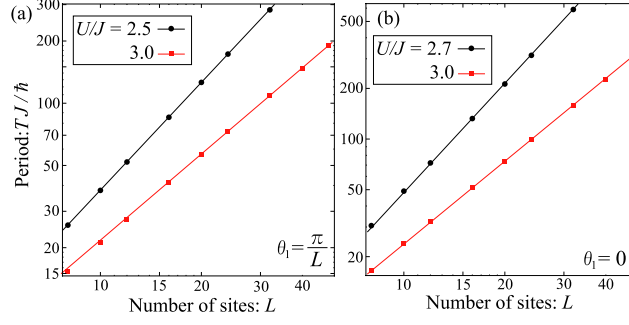 (a)
U/J = 2.5
3.0
300
200
100
70
50
30
20
15
10
15
20
30
40
Period: T J / ħ
θ₁= π/L
Number of sites: L
(b)
U/J = 2.7
3.0
500
200
100
50
20
10
15
20
30
40
θ₁= 0
Number of sites: L